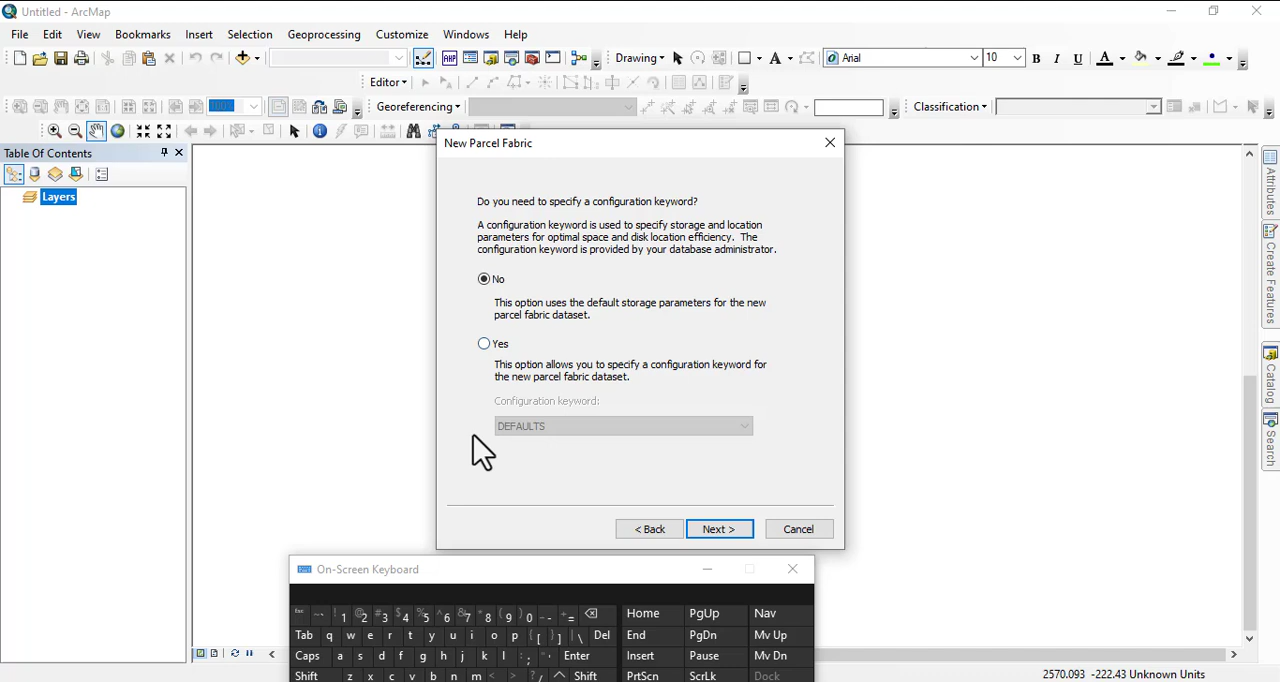 Untitled - ArcMap
File Edit View Bookmarks Insert Selection Geoprocessing Customize Windows Help
Drawing Arial 10 B I U A
Editor
Georeferencing Classification
Table Of Contents
Layers
New Parcel Fabric
Do you need to specify a configuration keyword?
A configuration keyword is used to specify storage and location
parameters for optimal space and disk location efficiency. The
configuration keyword is provided by your database administrator.
No
This option uses the default storage parameters for the new
parcel fabric dataset.
Yes
This option allows you to specify a configuration keyword for
the new parcel fabric dataset.
Configuration keyword:
DEFAULTS
< Back Next > Cancel
Attributes
Create Features
Catalog
Search
On-Screen Keyboard
Home PgUp Nav
Tab q w e r t y u i o p Del End PgDn Mv Up
Caps a s d f g h j k l Enter Insert Pause Mv Dn
Shift z x c v b n m Shift PrtScn ScrLk Dock
2570.093 -222.43 Unknown Units